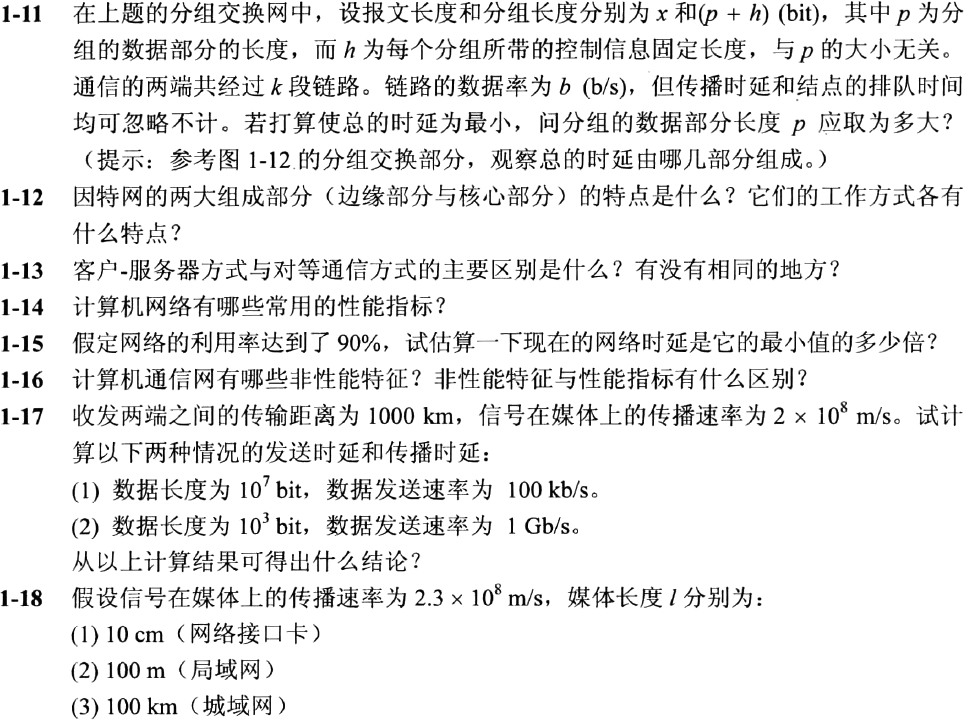 1-11 在上题的分组交换网中，设报文长度和分组长度分别为 x 和(p + h) (bit)，其中 p 为分
组的数据部分的长度，而 h 为每个分组所带的控制信息固定长度，与 p 的大小无关。
通信的两端共经过 k 段链路。链路的数据率为 b (b/s)，但传播时延和结点的排队时间
均可忽略不计。若打算使总的时延为最小，问分组的数据部分长度 p 应取为多大？
（提示：参考图 1-12 的分组交换部分，观察总的时延由哪几部分组成。）
1-12 因特网的两大组成部分（边缘部分与核心部分）的特点是什么？它们的工作方式各有
什么特点？
1-13 客户-服务器方式与对等通信方式的主要区别是什么？有没有相同的地方？
1-14 计算机网络有哪些常用的性能指标？
1-15 假定网络的利用率达到了 90%，试估算一下现在的网络时延是它的最小值的多少倍？
1-16 计算机通信网有哪些非性能特征？非性能特征与性能指标有什么区别？
1-17 收发两端之间的传输距离为 1000 km，信号在媒体上的传播速率为 2 × 10⁸ m/s。试计
算以下两种情况的发送时延和传播时延：
(1) 数据长度为 10⁷ bit，数据发送速率为 100 kb/s。
(2) 数据长度为 10³ bit，数据发送速率为 1 Gb/s。
从以上计算结果可得出什么结论？
1-18 假设信号在媒体上的传播速率为 2.3 × 10⁸ m/s，媒体长度 l 分别为：
(1) 10 cm（网络接口卡）
(2) 100 m（局域网）
(3) 100 km（城域网）